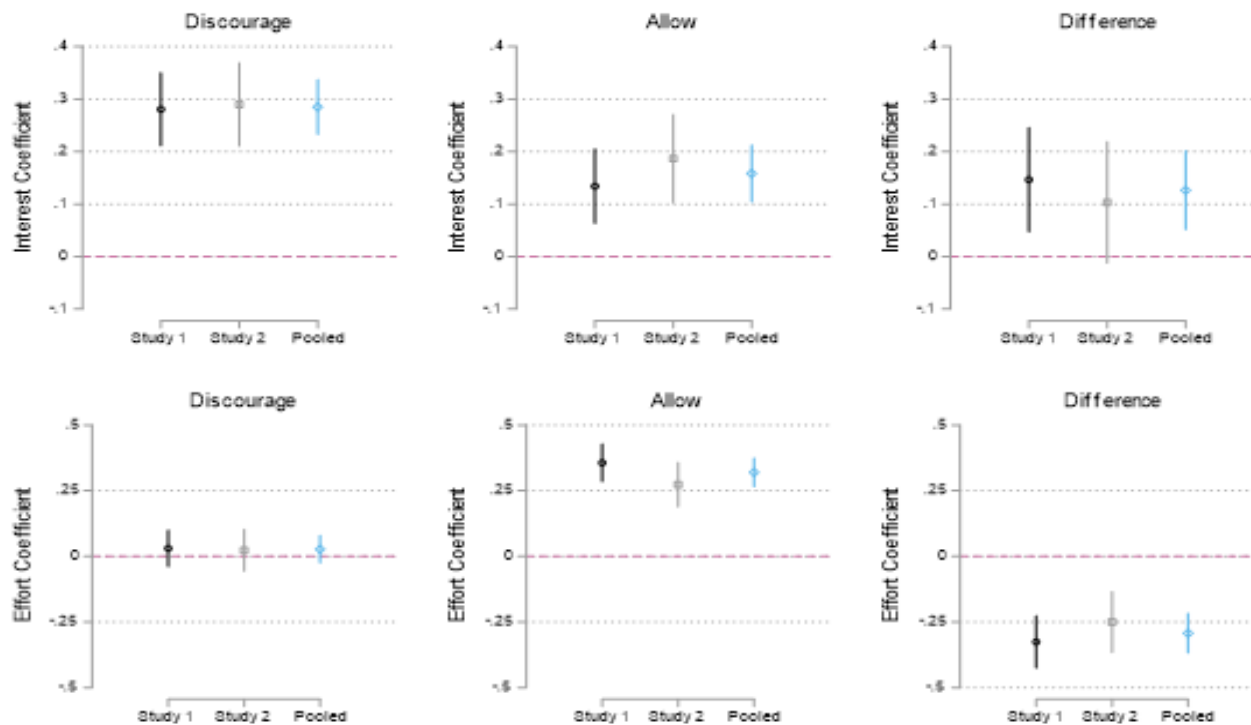 Discourage
Allow
Difference
Interest Coefficient
.4
.3
.2
.1
0
-.1
Study 1 Study 2 Pooled
Interest Coefficient
.4
.3
.2
.1
0
-.1
Study 1 Study 2 Pooled
Interest Coefficient
.4
.3
.2
.1
0
-.1
Study 1 Study 2 Pooled
Discourage
Allow
Difference
Effort Coefficient
.5
.25
0
-.25
-.5
Study 1 Study 2 Pooled
Effort Coefficient
.5
.25
0
-.25
-.5
Study 1 Study 2 Pooled
Effort Coefficient
.5
.25
0
-.25
-.5
Study 1 Study 2 Pooled